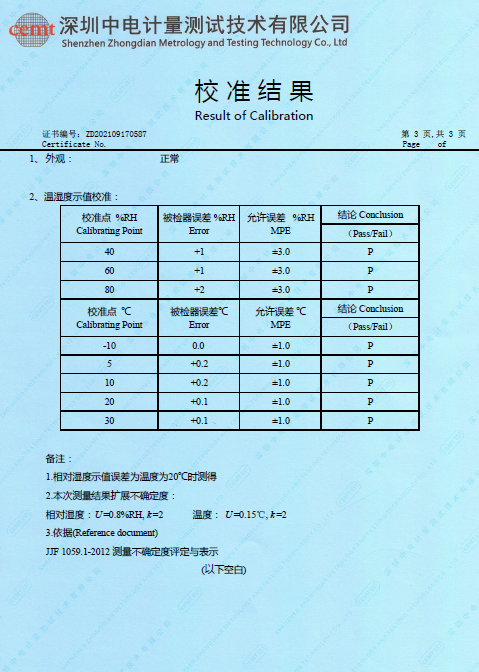 cemt 深圳中电计量测试技术有限公司
Shenzhen Zhongdian Metrology and Testing Technology Co., Ltd
校准结果
Result of Calibration
证书编号: ZD202109170587 第 3 页,共 3 页
Certificate No. Page of
1、外观: 正常
2、温湿度示值校准:
校准点 %RH 被检器误差 %RH 允许误差 %RH 结论 Conclusion
Calibrating Point Error MPE (Pass/Fail)
40 +1 ±3.0 P
60 +1 ±3.0 P
80 +2 ±3.0 P
校准点 ℃ 被检器误差℃ 允许误差 ℃ 结论 Conclusion
Calibrating Point Error MPE (Pass/Fail)
-10 0.0 ±1.0 P
5 +0.2 ±1.0 P
10 +0.2 ±1.0 P
20 +0.1 ±1.0 P
30 +0.1 ±1.0 P
备注:
1.相对湿度示值误差为温度为20℃时测得
2.本次测量结果扩展不确定度:
相对湿度: U=0.8%RH, k=2 温度: U=0.15℃, k=2
3.依据(Reference document)
JJF 1059.1-2012 测量不确定度评定与表示
(以下空白)